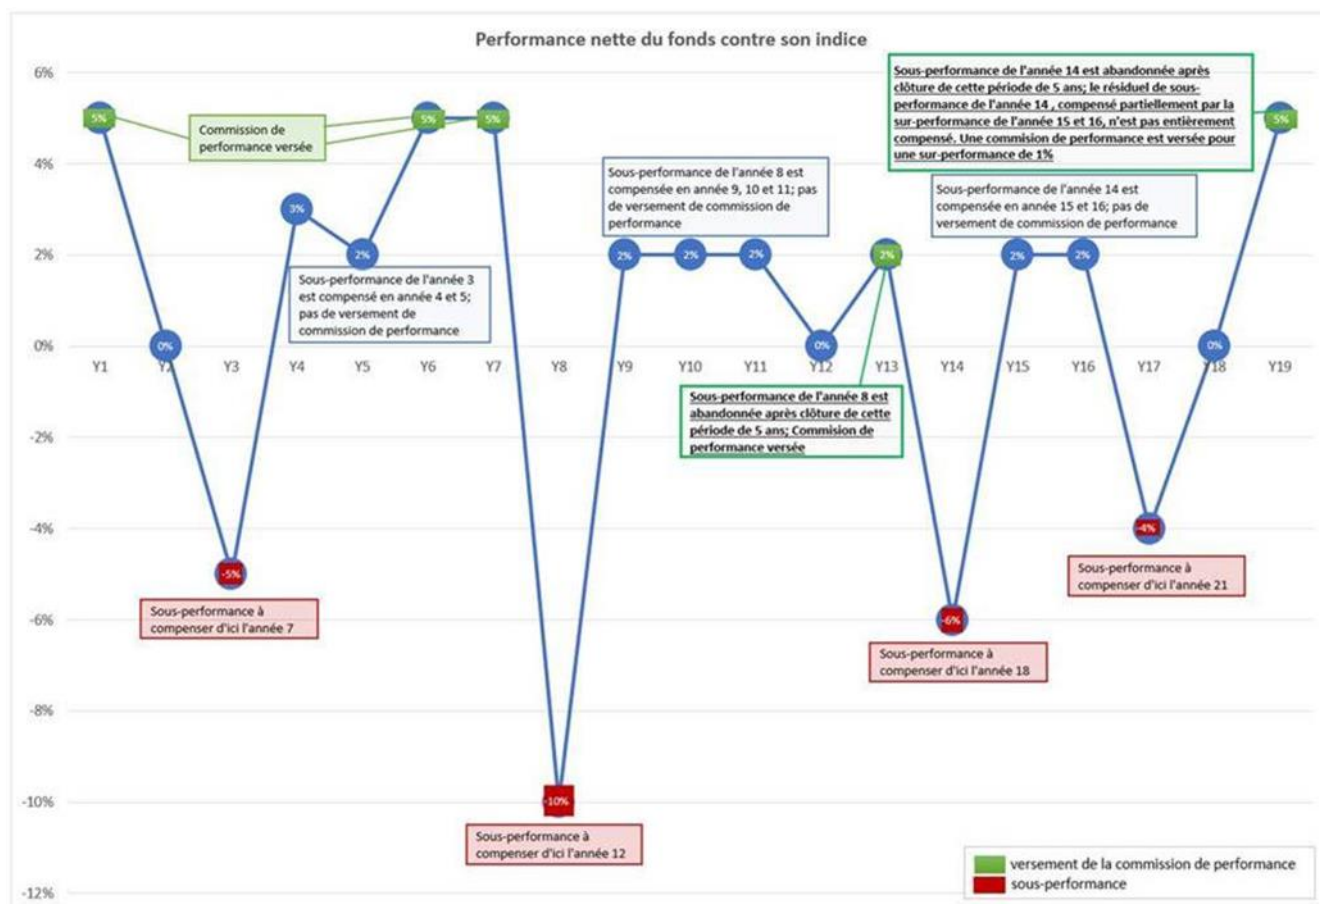 Performance nette du fonds contre son indice
6%
4%
2%
0%
-2%
-4%
-6%
-8%
-10%
-12%
Y1
Y2
Y3
Y4
Y5
Y6
Y7
Y8
Y9
Y10
Y11
Y12
Y13
Y14
Y15
Y16
Y17
Y18
Y19
5%
0%
-5%
3%
2%
5%
5%
-10%
2%
2%
2%
0%
2%
-6%
2%
2%
-4%
0%
5%
Commission de
performance versée
Sous-performance de l'année 3
est compensé en année 4 et 5;
pas de versement de
commission de performance
Sous-performance à
compenser d'ici l'année 7
Sous-performance à
compenser d'ici l'année 12
Sous-performance de l'année 8 est
compensée en année 9, 10 et 11; pas
de versement de commission de
performance
Sous-performance de l'année 8 est
abandonnée après clôture de cette
période de 5 ans; Commision de
performance versée
Sous-performance de l'année 14 est abandonnée après
clôture de cette période de 5 ans; le résiduel de sous-
performance de l'année 14 , compensé partiellement par la
sur-performance de l'année 15 et 16, n'est pas entièrement
compensé. Une commision de performance est versée pour
une sur-performance de 1%
Sous-performance de l'année 14 est
compensée en année 15 et 16; pas de
versement de commission de performance
Sous-performance à
compenser d'ici l'année 18
Sous-performance à
compenser d'ici l'année 21
versement de la commission de performance
sous-performance